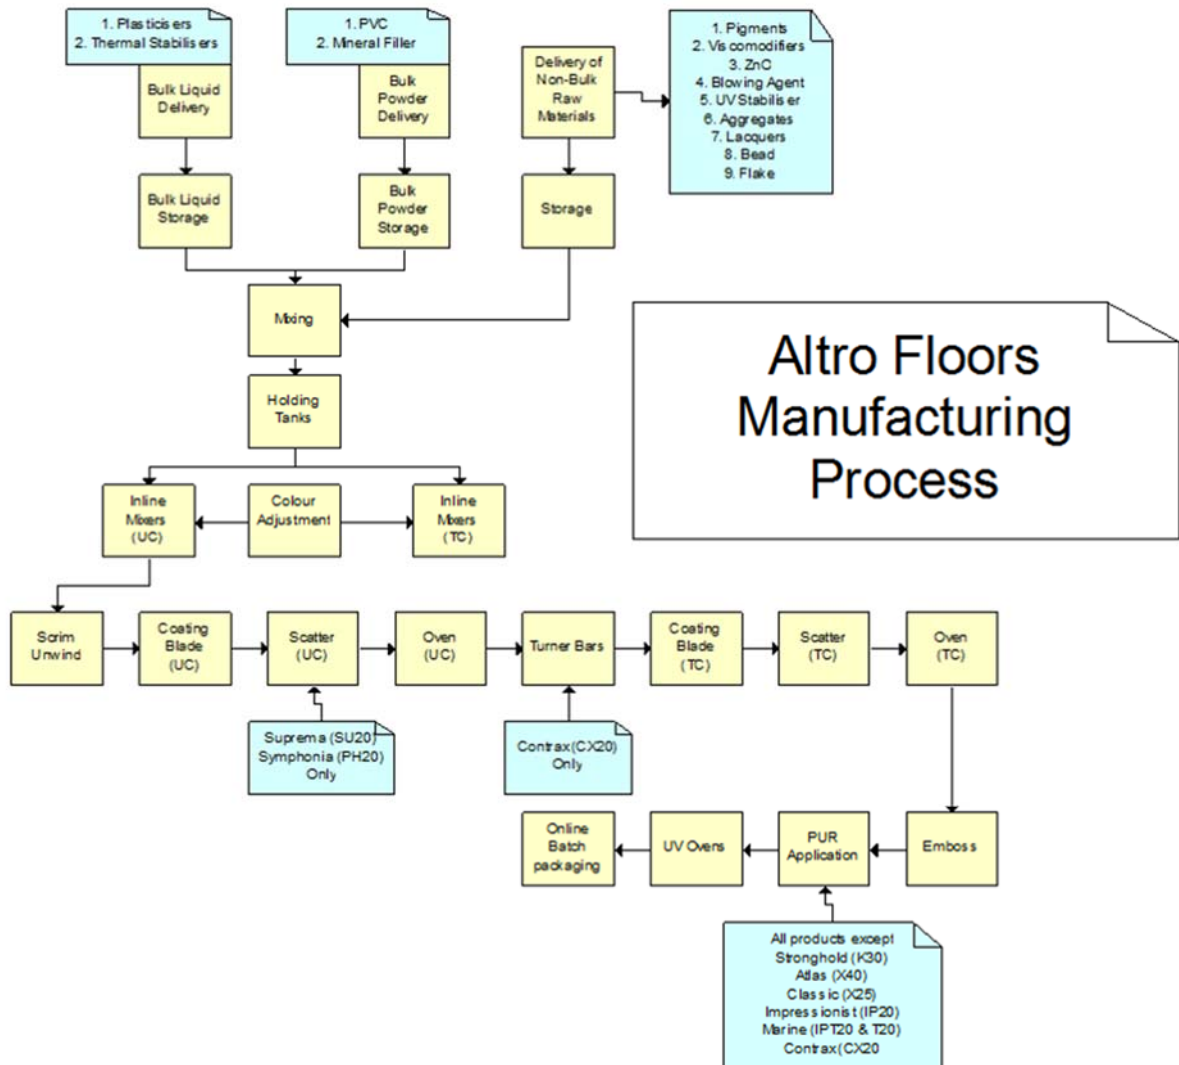 1. Plasticisers
2. Thermal Stabilisers
1. PVC
2. Mineral Filler
1. Pigments
2. Viscomodifiers
3. ZnO
4. Blowing Agent
5. UV Stabiliser
6. Aggregates
7. Lacquers
8. Bead
9. Flake
Bulk Liquid
Delivery
Bulk
Powder
Delivery
Delivery of
Non-Bulk
Raw
Materials
Bulk Liquid
Storage
Bulk
Powder
Storage
Storage
Mixing
Altro Floors
Manufacturing
Process
Holding
Tanks
Inline
Mixers
(UC)
Colour
Adjustment
Inline
Mixers
(TC)
Scrim
Unwind
Coating
Blade
(UC)
Scatter
(UC)
Oven
(UC)
Turner Bars
Coating
Blade
(TC)
Scatter
(TC)
Oven
(TC)
Suprema (SU20)
Symphonia (PH20)
Only
Contrax(CX20)
Only
Online
Batch
packaging
UV Ovens
PUR
Application
Emboss
All products except
Stronghold (K30)
Atlas (X40)
Classic (X25)
Impressionist (IP20)
Marine (IPT20 & T20)
Contrax(CX20